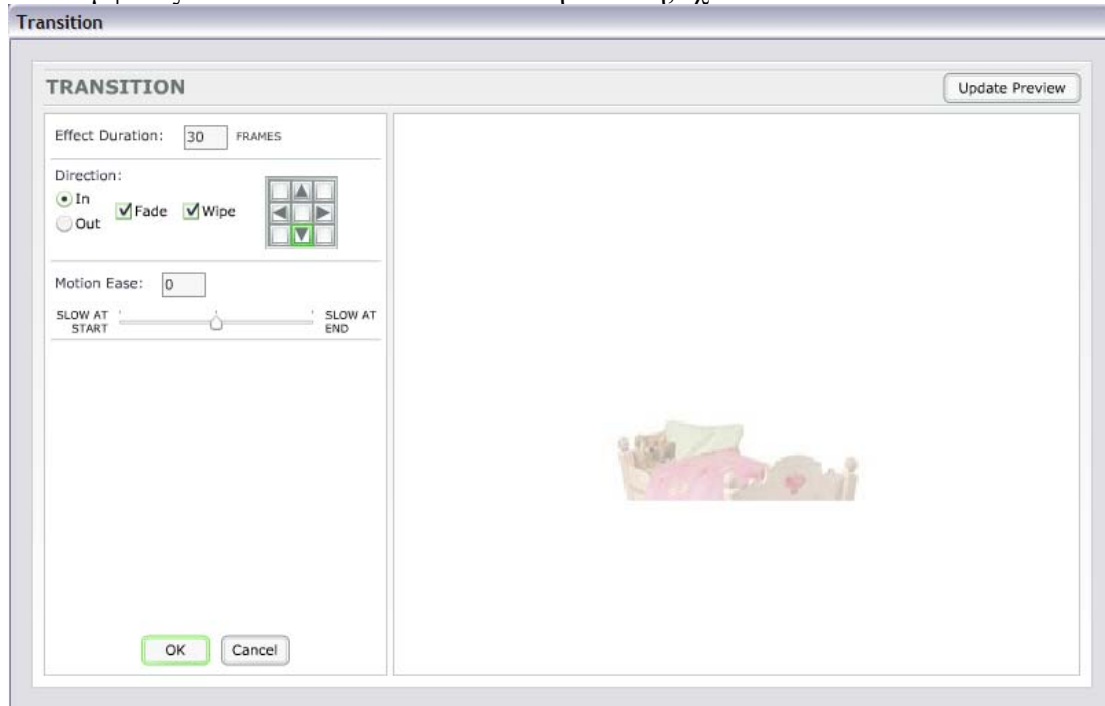 Transition
TRANSITION
Update Preview
Effect Duration: 30 FRAMES
Direction:
In
Out
Fade Wipe
Motion Ease: 0
SLOW AT START
SLOW AT END
OK Cancel